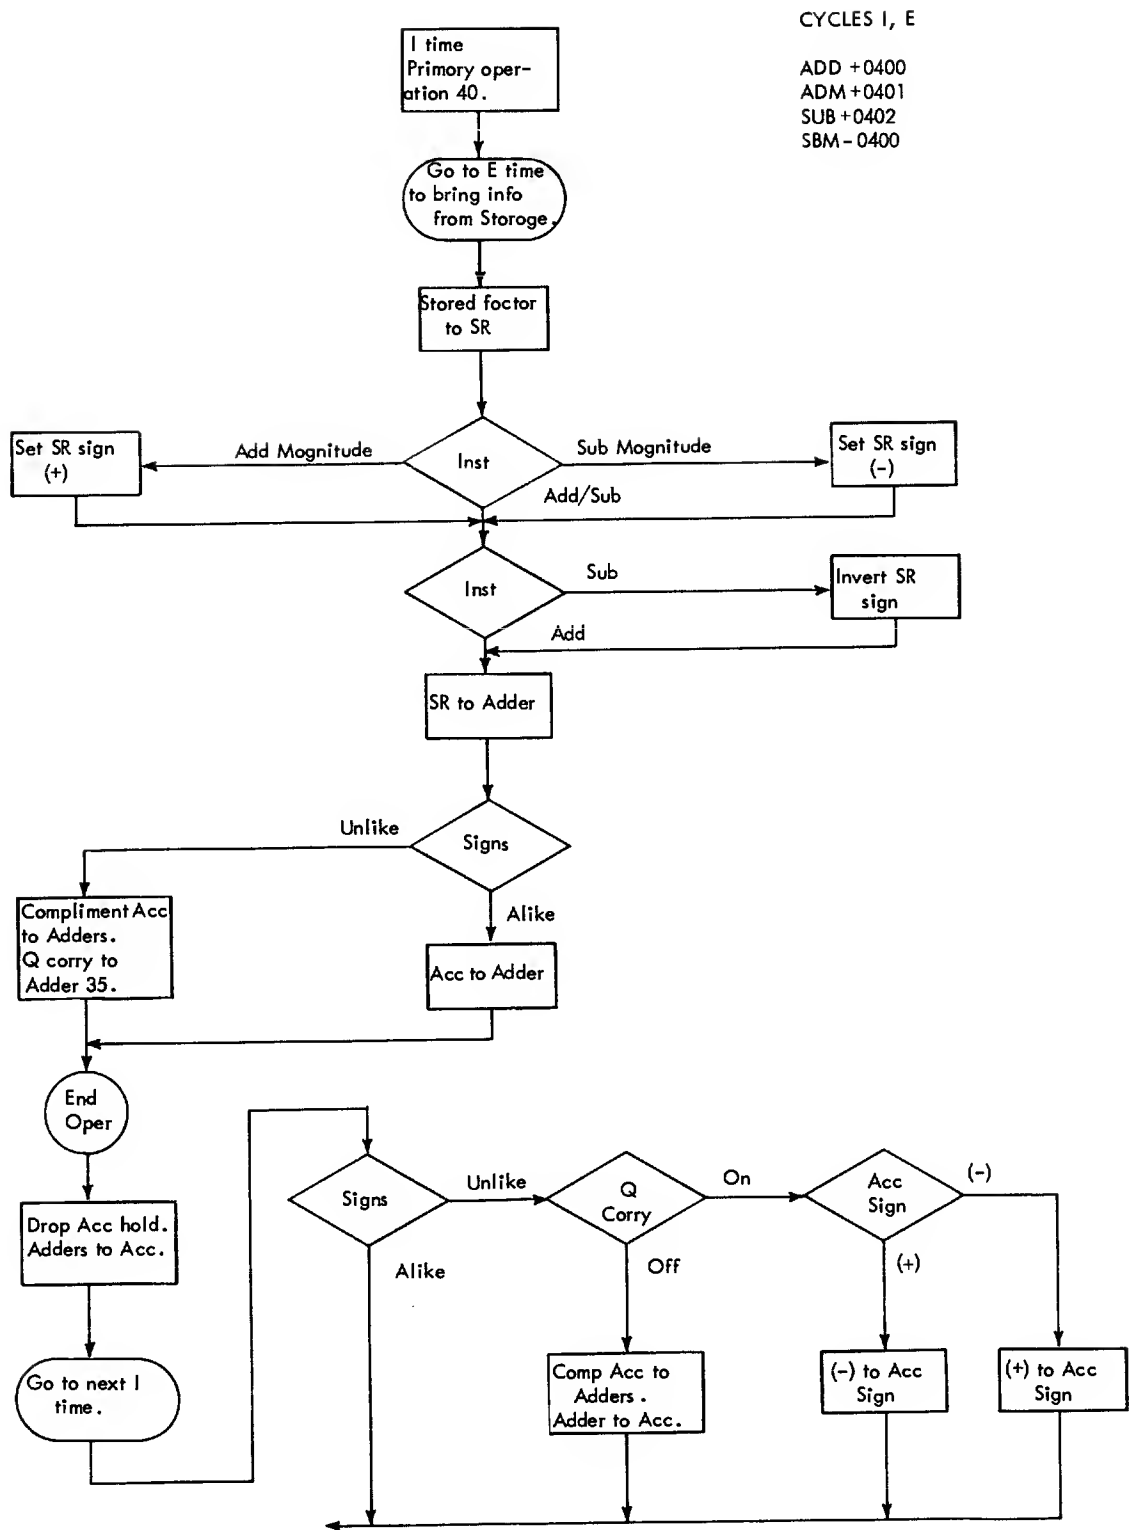 CYCLES I, E
ADD +0400
ADM +0401
SUB +0402
SBM - 0400
I time
Primory oper-
ation 40.
Go to E time
to bring info
from Storoge.
Stored foctor
to SR
Set SR sign
(+)
Add Mognitude
Inst
Sub Mognitude
Set SR sign
(-)
Add/Sub
Inst
Sub
Invert SR
sign
Add
SR to Adder
Unlike
Signs
Alike
Compliment Acc
to Adders.
Q corry to
Adder 35.
Acc to Adder
End
Oper
Drop Acc hold.
Adders to Acc.
Go to next I
time.
Signs
Unlike
Alike
Q
Corry
On
Off
Acc
Sign
(-)
(+)
Comp Acc to
Adders.
Adder to Acc.
(-) to Acc
Sign
(+) to Acc
Sign